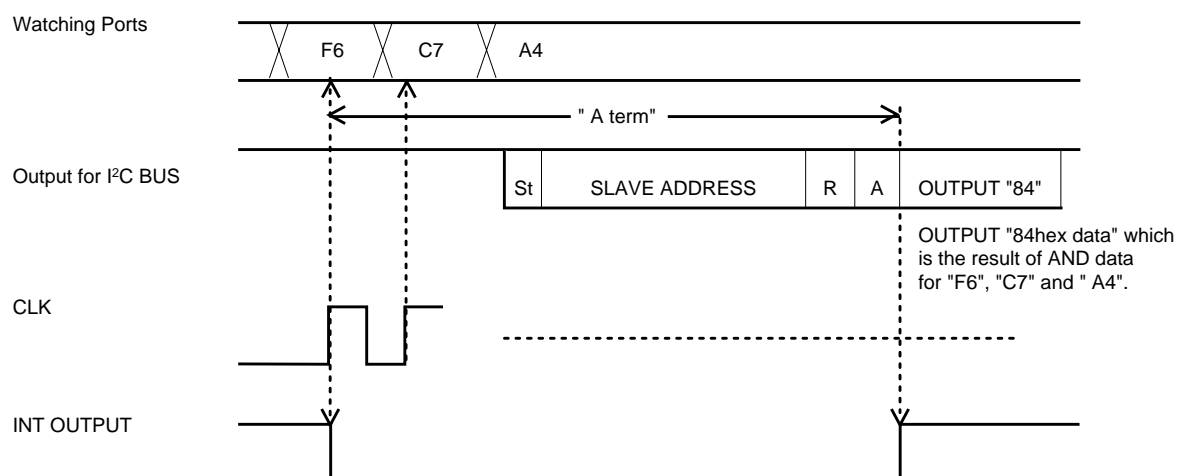 Watching Ports
F6 C7 A4
" A term"
Output for I²C BUS
St SLAVE ADDRESS R A OUTPUT "84"
OUTPUT "84hex data" which
is the result of AND data
for "F6", "C7" and " A4".
CLK
INT OUTPUT